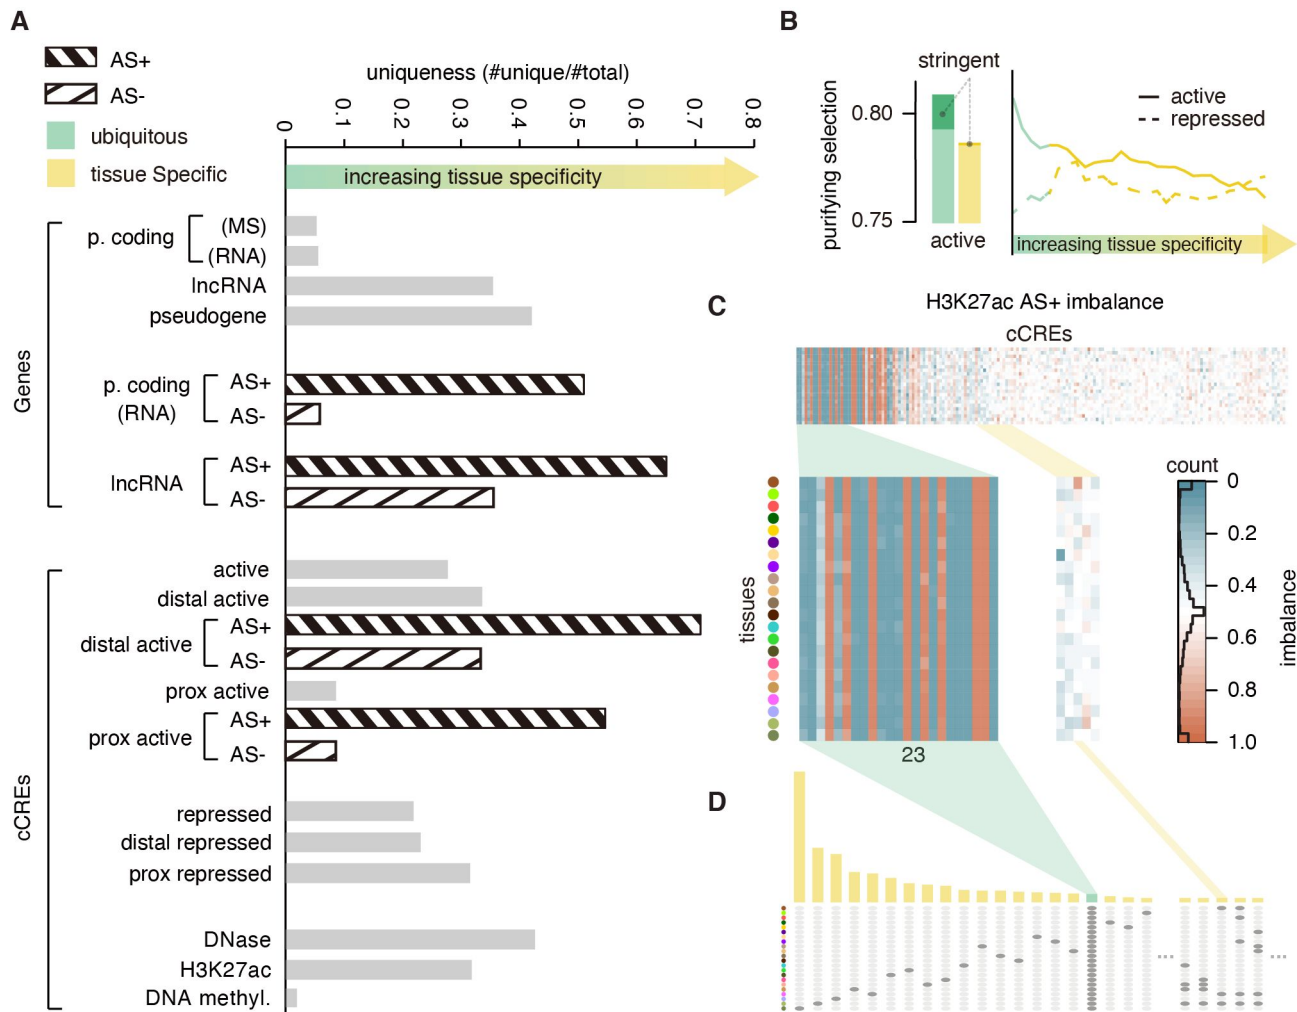 A
AS+
AS-
ubiquitous
tissue Specific
uniqueness (#unique/#total)
0 0.1 0.2 0.3 0.4 0.5 0.6 0.7 0.8
increasing tissue specificity
Genes
p. coding
(MS)
(RNA)
lncRNA
pseudogene
p. coding
(RNA)
AS+
AS-
lncRNA
AS+
AS-
cCREs
active
distal active
distal active
AS+
AS-
prox active
prox active
AS+
AS-
repressed
distal repressed
prox repressed
DNase
H3K27ac
DNA methyl.
B
stringent
purifying selection
0.80
0.75
active
active
repressed
increasing tissue specificity
C
H3K27ac AS+ imbalance
cCREs
tissues
23
count
0
0.2
0.4
0.6
0.8
1.0
imbalance
D